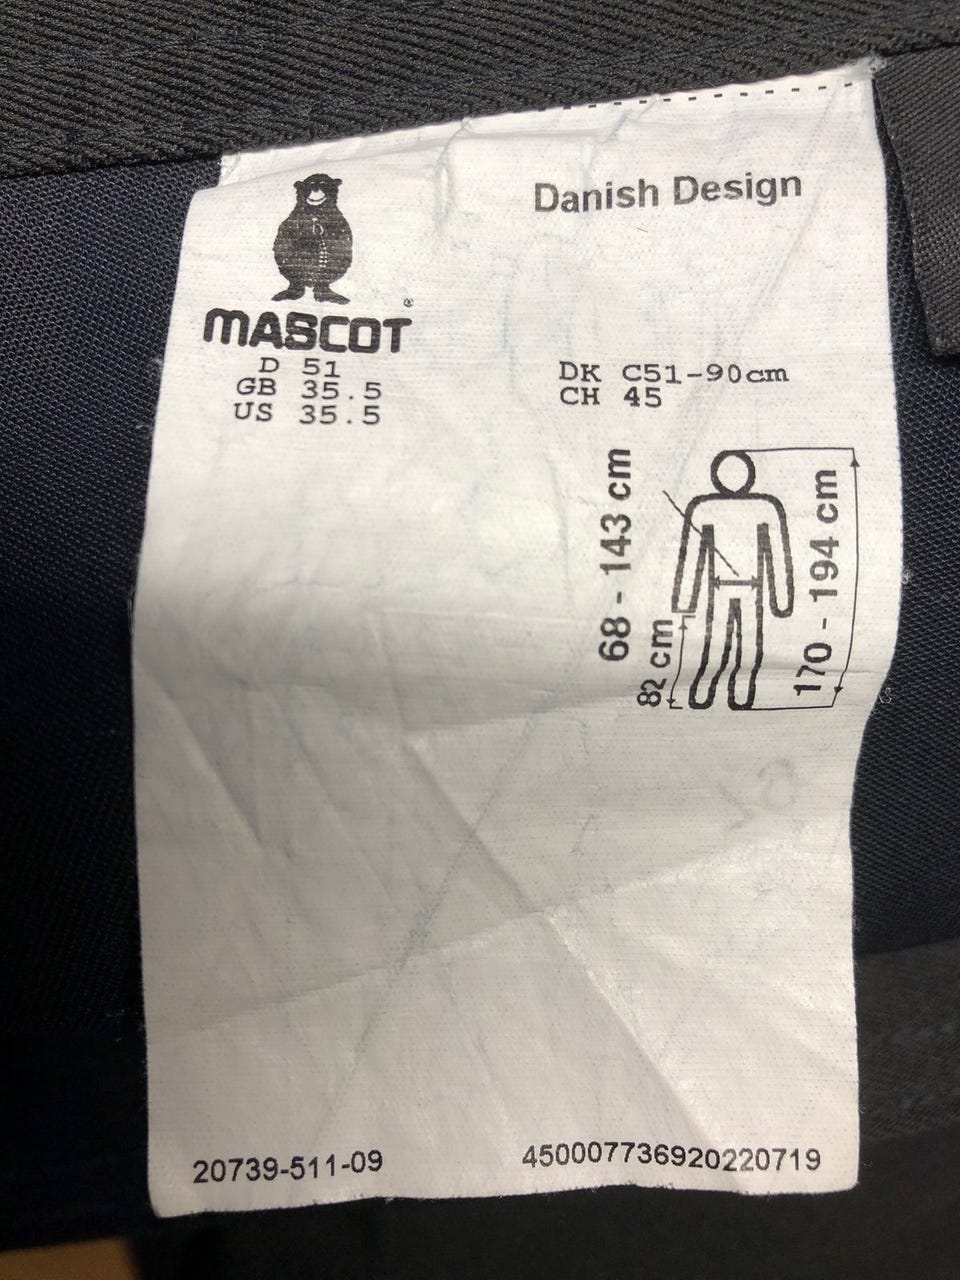 Danish Design
MASCOT®
D 51
GB 35.5
US 35.5
DK C51-90cm
CH 45
68 - 143 cm
82 cm
170 - 194 cm
20739-511-09
450007736920220719